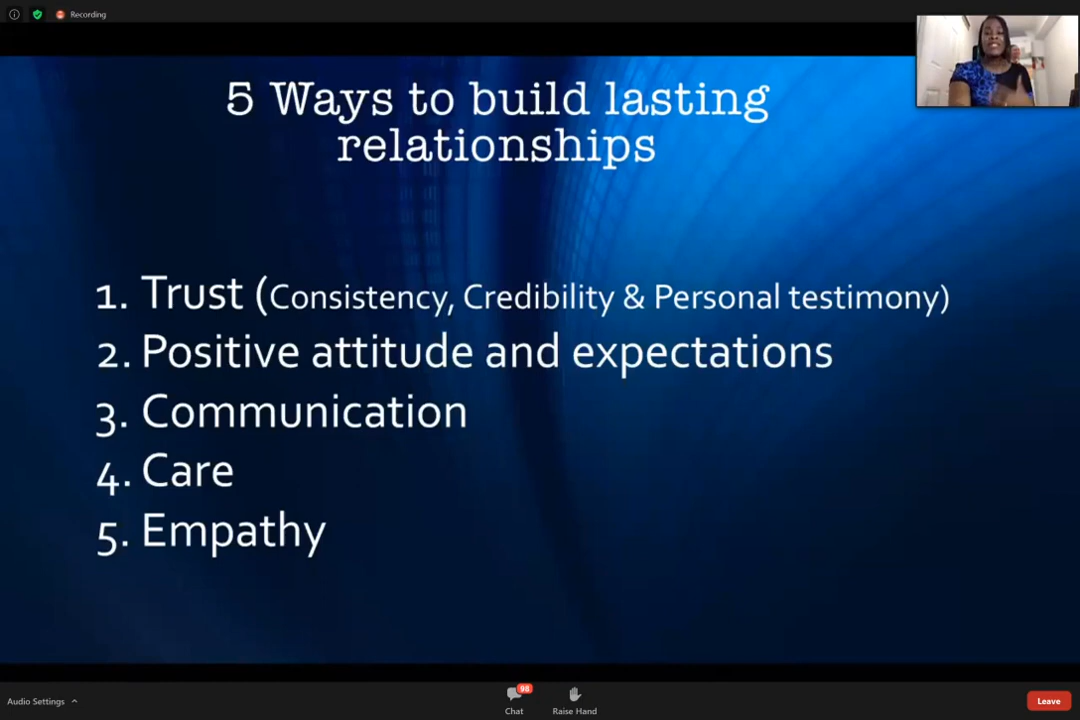 Recording
5 Ways to build lasting
relationships
1. Trust (Consistency, Credibility & Personal testimony)
2. Positive attitude and expectations
3. Communication
4. Care
5. Empathy
Audio Settings
98
Chat
Raise Hand
Leave